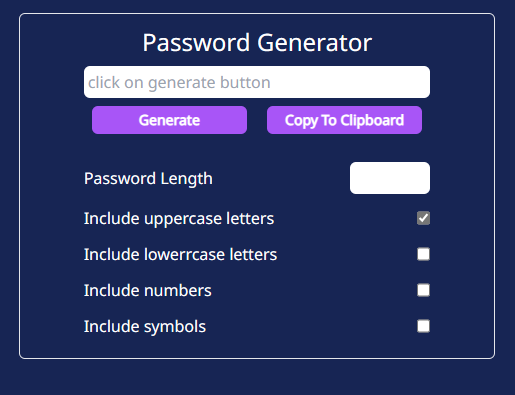 Password Generator
click on generate button
Generate Copy To Clipboard
Password Length
Include uppercase letters
Include lowerrcase letters
Include numbers
Include symbols